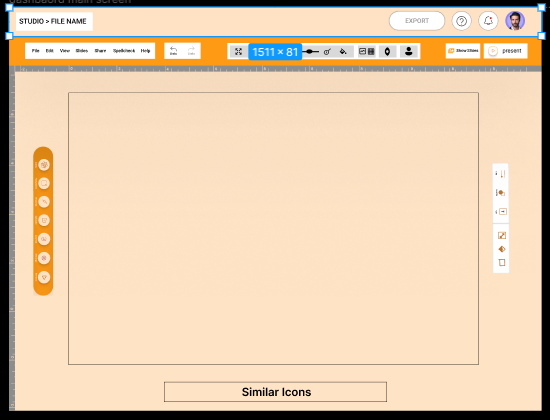 Dashboard main screen
STUDIO > FILE NAME
EXPORT
File Edit View Slides Share Spellcheck Help
Undo
1511 × 81
Show Slides
present
Similar Icons